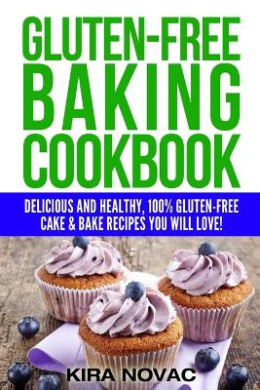 GLUTEN-FREE
BAKING
COOKBOOK
DELICIOUS AND HEALTHY, 100% GLUTEN-FREE
CAKE & BAKE RECIPES YOU WILL LOVE!
KIRA NOVAC